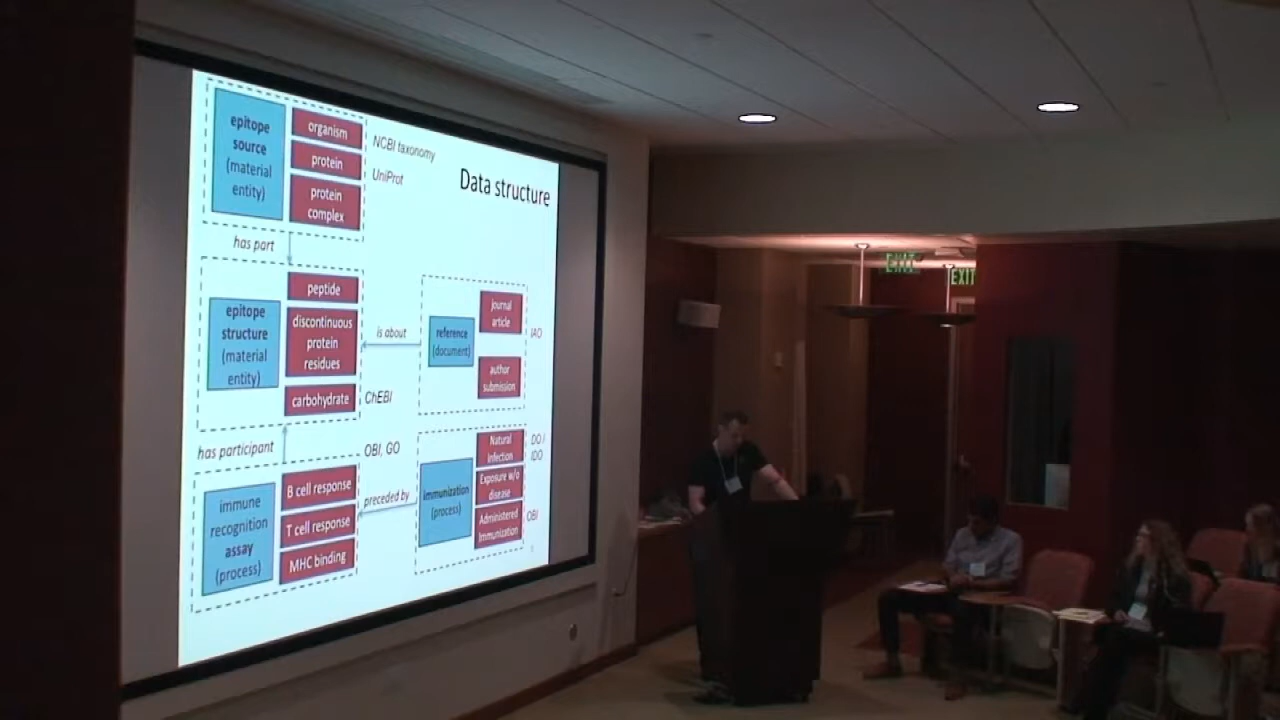 Data structure
epitope
source
(material
entity)
organism
protein
protein
complex
NCBI taxonomy
UniProt
has part
epitope
structure
(material
entity)
peptide
discontinuous
protein
residues
carbohydrate
ChEBI
is about
reference
(document)
journal
article
author
submission
IAO
has participant
OBI, GO
immune
recognition
assay
(process)
B cell response
T cell response
MHC binding
preceded by
immunization
(process)
Natural
Infection
Exposure w/o
disease
Administered
Immunization
DO /
IDO
OBI
EXIT
EXIT